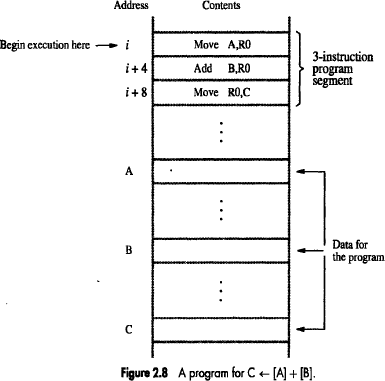 Address Contents
Begin execution here i Move A,R0
i + 4 Add B,R0
i + 8 Move R0,C
3-instruction
program
segment
A
B
C
Data for
the program
Figure 2.8 A program for C ← [A] + [B].